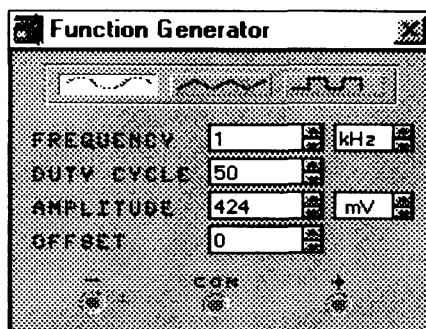 Function Generator
FREQUENCY 1 kHz
DUTY CYCLE 50
AMPLITUDE 424 mV
OFFSET 0
- COM +